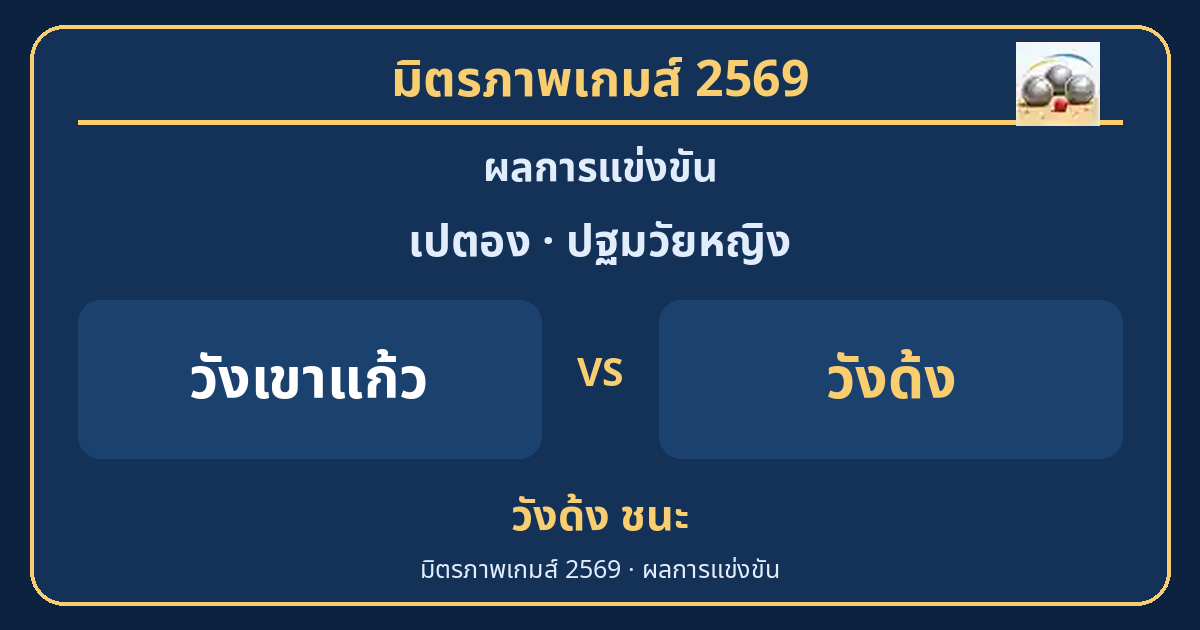 มิตรภาพเกมส์ 2569
ผลการแข่งขัน
เปตอง · ปฐมวัยหญิง
วังเขาแก้ว
VS
วังด้ง
วังด้ง ชนะ
มิตรภาพเกมส์ 2569 · ผลการแข่งขัน